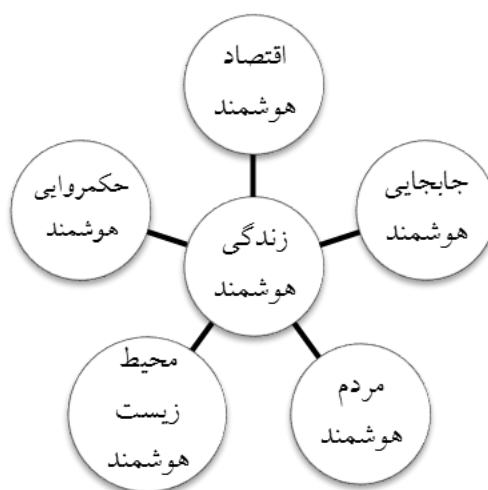 اقتصاد
هوشمند
جابجایی
هوشمند
حکمروایی
هوشمند
زندگی
هوشمند
مردم
هوشمند
محیط
زیست
هوشمند